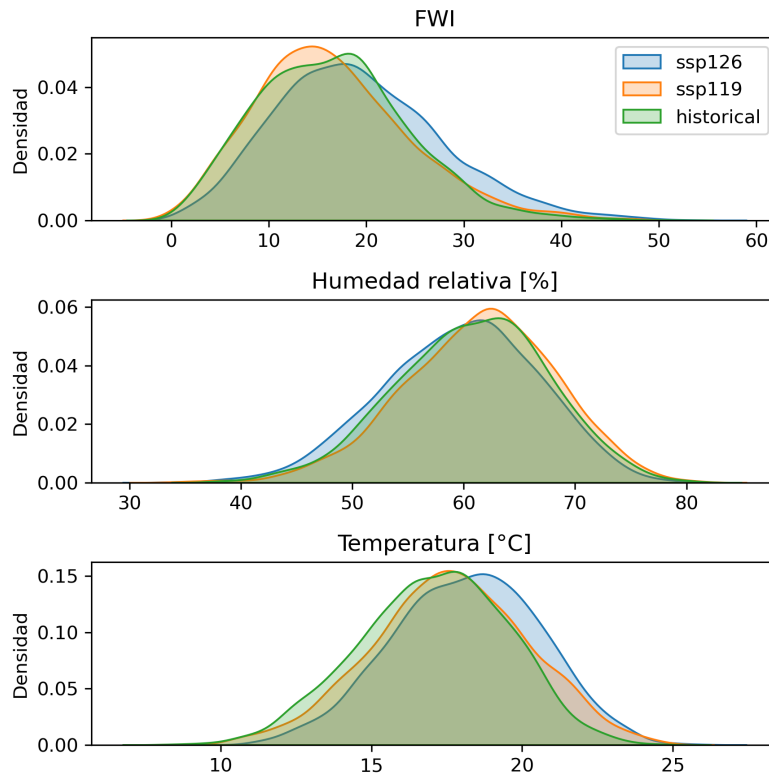 FWI
Densidad
0.04
0.02
0.00
0 10 20 30 40 50 60
ssp126
ssp119
historical
Humedad relativa [%]
Densidad
0.06
0.04
0.02
0.00
30 40 50 60 70 80
Temperatura [°C]
Densidad
0.15
0.10
0.05
0.00
10 15 20 25